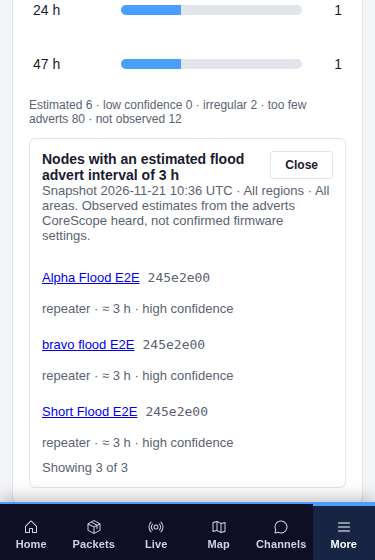 24 h 1
47 h 1
Estimated 6 · low confidence 0 · irregular 2 · too few
adverts 80 · not observed 12
Nodes with an estimated flood
advert interval of 3 h
Close
Snapshot 2026-11-21 10:36 UTC · All regions · All
areas. Observed estimates from the adverts
CoreScope heard, not confirmed firmware
settings.
Alpha Flood E2E 245e2e00
repeater · ≈ 3 h · high confidence
bravo flood E2E 245e2e00
repeater · ≈ 3 h · high confidence
Short Flood E2E 245e2e00
repeater · ≈ 3 h · high confidence
Showing 3 of 3
Home Packets Live Map Channels More